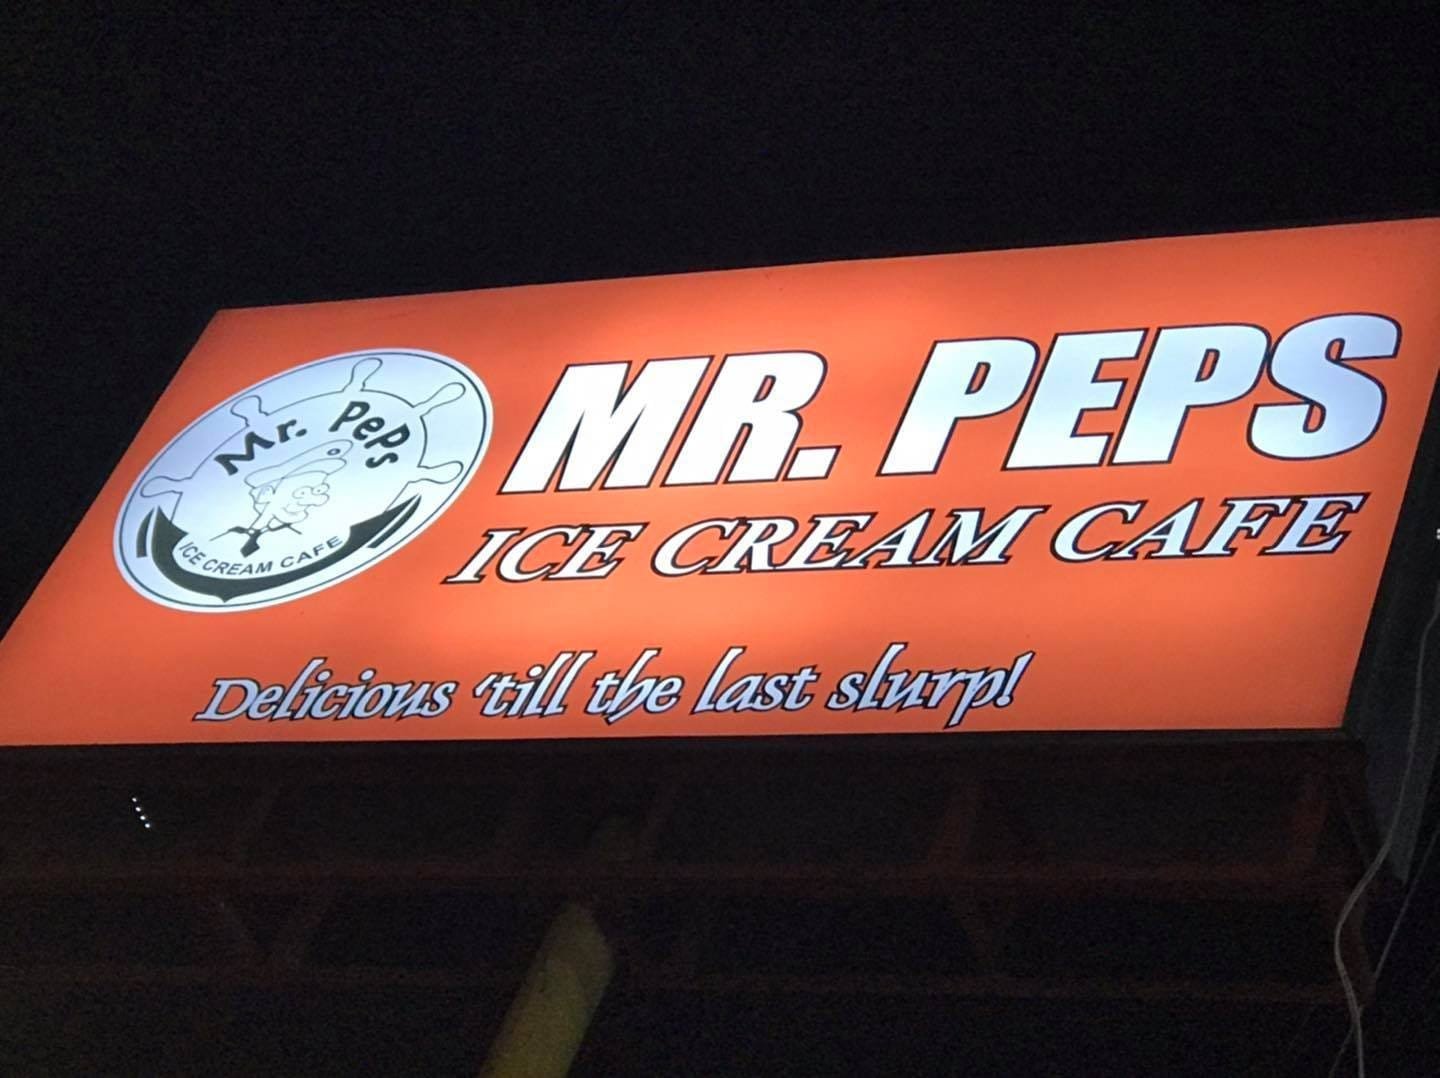 Mr. Peps
ICE CREAM CAFE
MR. PEPS
ICE CREAM CAFE
Delicious 'till the last slurp!